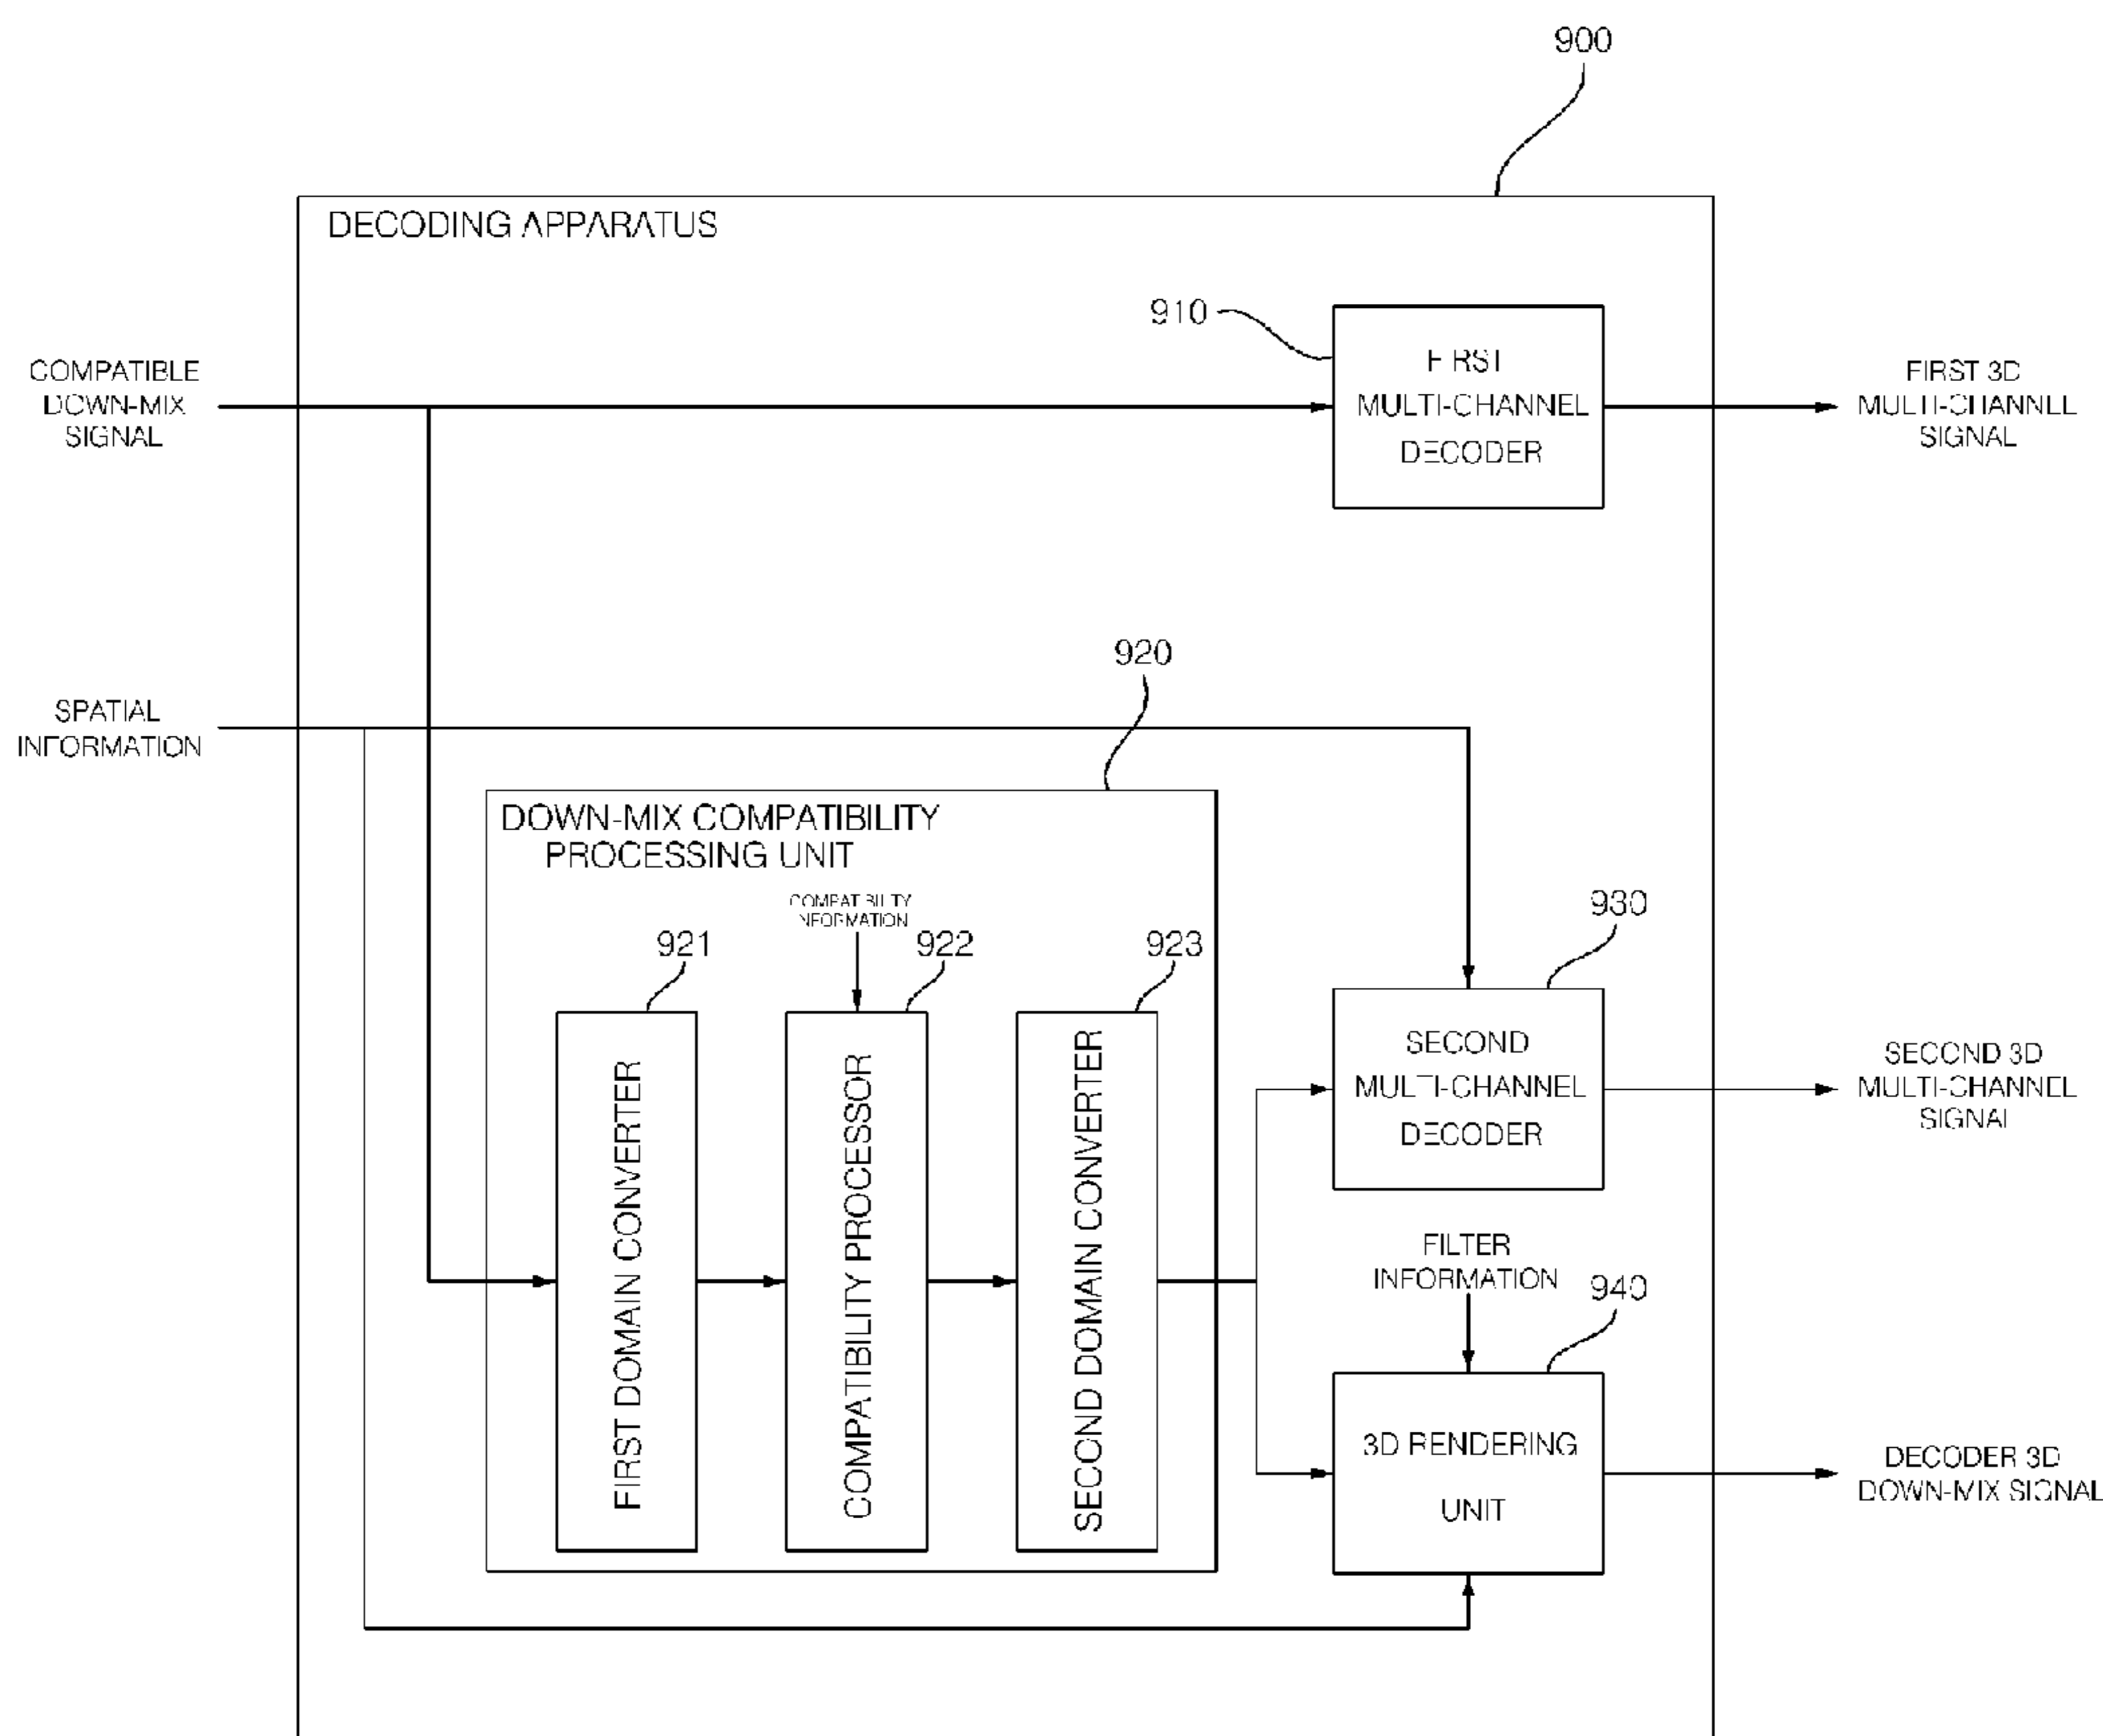 900
DECODING APPARATUS
910
FIRST
MULTI-CHANNEL
DECODER
COMPATIBLE
DOWN-MIX
SIGNAL
FIRST 3D
MULTI-CHANNEL
SIGNAL
SPATIAL
INFORMATION
920
DOWN-MIX COMPATIBILITY
PROCESSING UNIT
COMPATIBILITY
INFORMATION
921
922
923
FIRST DOMAIN CONVERTER
COMPATIBILITY PROCESSOR
SECOND DOMAIN CONVERTER
930
SECOND
MULTI-CHANNEL
DECODER
SECOND 3D
MULTI-CHANNEL
SIGNAL
FILTER
INFORMATION
940
3D RENDERING
UNIT
DECODER 3D
DOWN-MIX SIGNAL